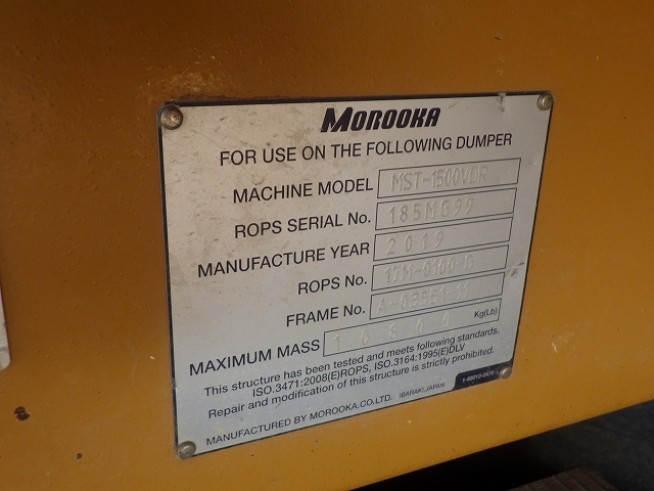 MOROOKA
FOR USE ON THE FOLLOWING DUMPER
MACHINE MODEL MST-1500VDR
ROPS SERIAL No.
MANUFACTURE YEAR 2019
ROPS No.
FRAME No.
MAXIMUM MASS Kg(Lb)
This structure has been tested and meets following standards.
ISO.3471:2008(E)ROPS, ISO.3164:1995(E)DLV
Repair and modification of this structure is strictly prohibited.
MANUFACTURED BY MOROOKA.CO.LTD. IBARAKI,JAPAN